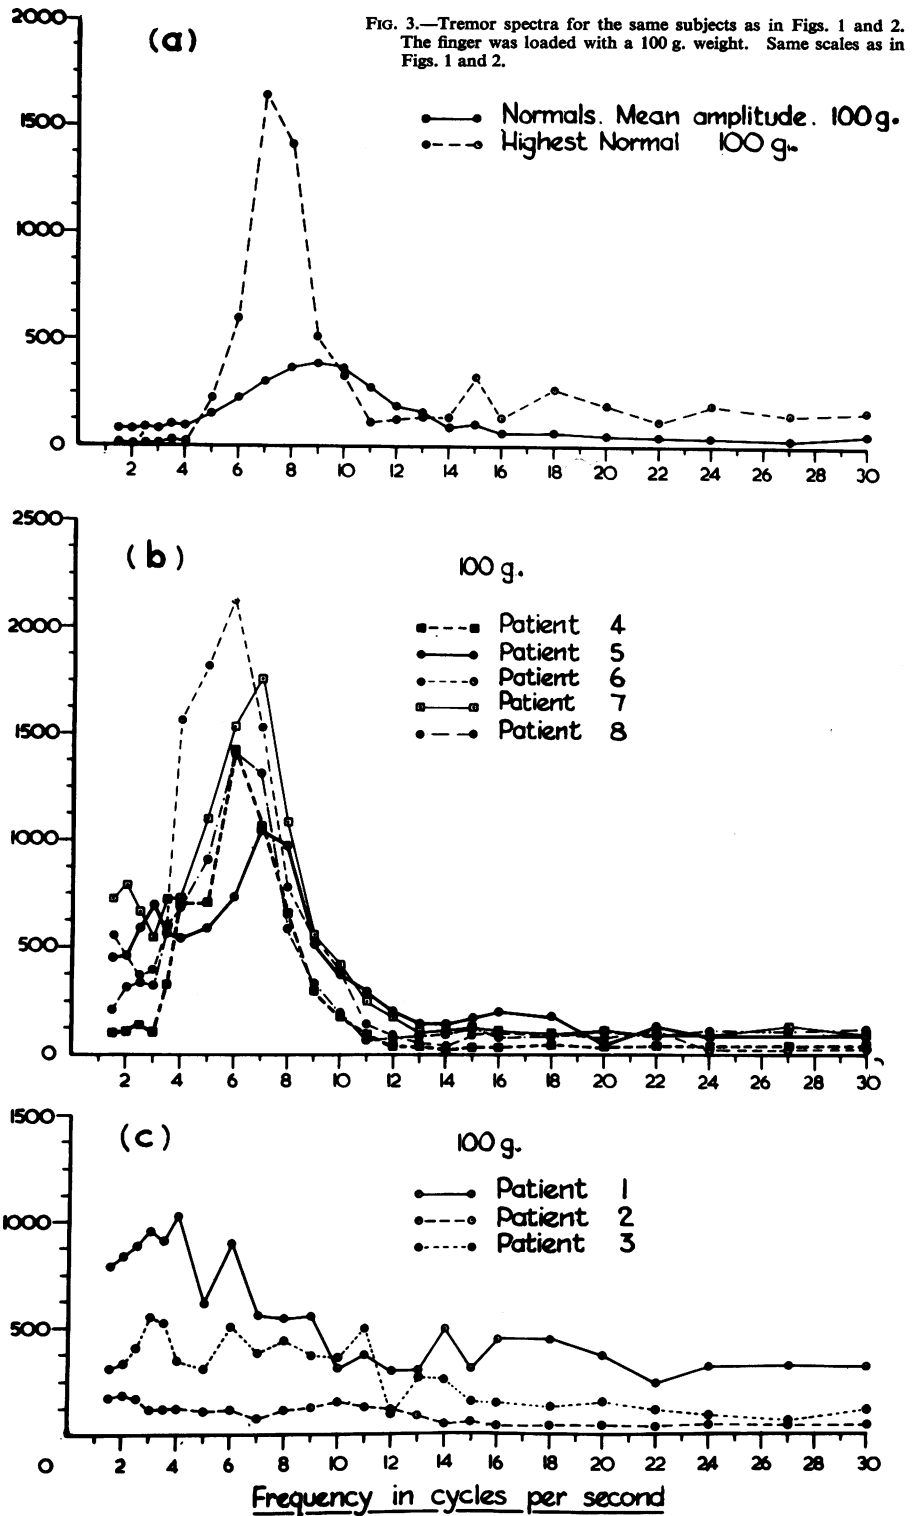 FIG. 3.—Tremor spectra for the same subjects as in Figs. 1 and 2.
The finger was loaded with a 100 g. weight. Same scales as in
Figs. 1 and 2.
(a)
Normals. Mean amplitude. 100g.
Highest Normal 100 g.
2000
1500
1000
500
0
2 4 6 8 10 12 14 16 18 20 22 24 26 28 30
(b)
100 g.
Patient 4
Patient 5
Patient 6
Patient 7
Patient 8
2500
2000
1500
1000
500
0
2 4 6 8 10 12 14 16 18 20 22 24 26 28 30
(c)
100 g.
Patient 1
Patient 2
Patient 3
1500
1000
500
0 2 4 6 8 10 12 14 16 18 20 22 24 26 28 30
Frequency in cycles per second